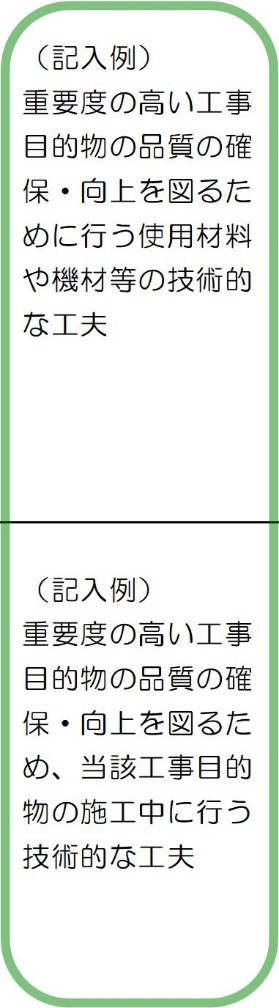 （記入例）
重要度の高い工事
目的物の品質の確
保・向上を図るた
めに行う使用材料
や機材等の技術的
な工夫
（記入例）
重要度の高い工事
目的物の品質の確
保・向上を図るた
め、当該工事目的
物の施工中に行う
技術的な工夫